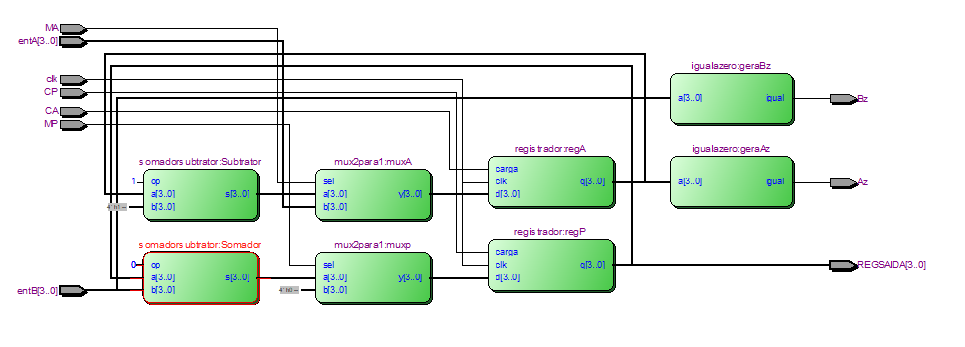 MA
entA[3..0]
clk
CP
CA
MP
entB[3..0]
somadorsubtrator:Subtrator
1
op
a[3..0]
b[3..0]
s[3..0]
4' h1
somadorsubtrator:Somador
0
op
a[3..0]
b[3..0]
s[3..0]
mux2para1:muxA
sel
a[3..0]
b[3..0]
y[3..0]
mux2para1:muxp
sel
a[3..0]
b[3..0]
y[3..0]
4' h0
registrador:regA
carga
clk
d[3..0]
q[3..0]
registrador:regP
carga
clk
d[3..0]
q[3..0]
igualazero:geraBz
a[3..0]
igual
Bz
igualazero:geraAz
a[3..0]
igual
Az
REGSAIDA[3..0]